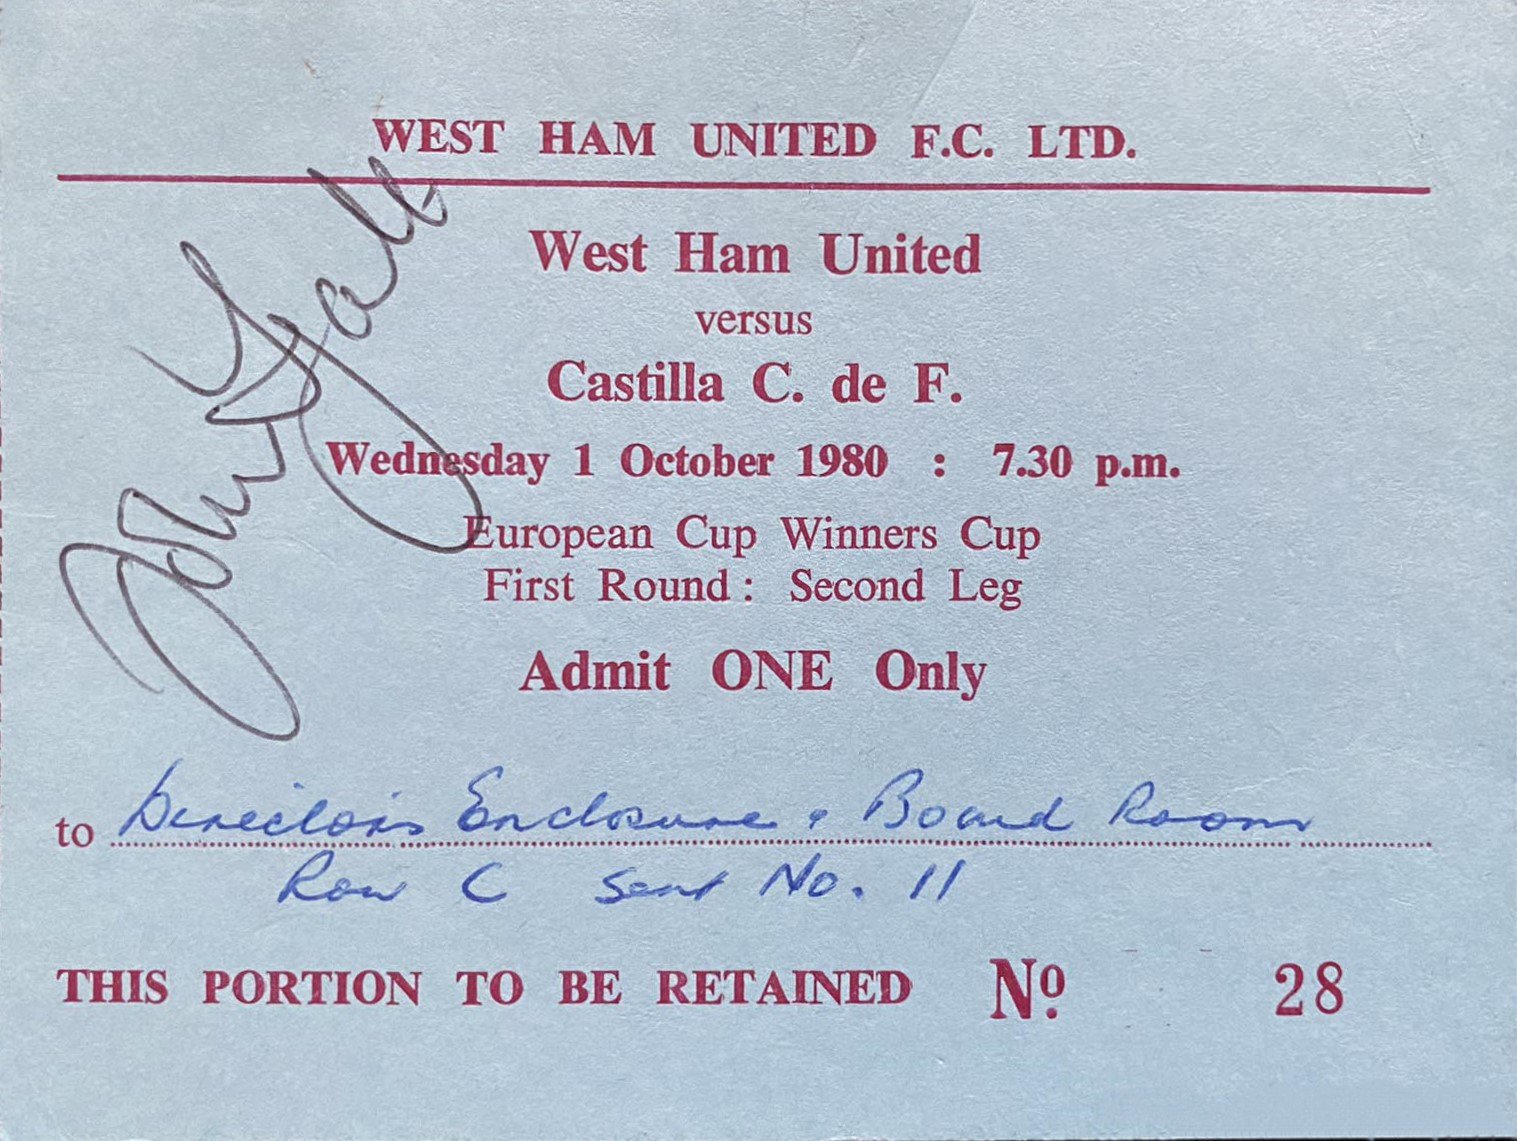 WEST HAM UNITED F.C. LTD.
West Ham United
versus
Castilla C. de F.
Wednesday 1 October 1980 : 7.30 p.m.
European Cup Winners Cup
First Round : Second Leg
Admit ONE Only
to Directors Enclosure & Board Room
Row C Seat No. 11
THIS PORTION TO BE RETAINED Nº 28
John